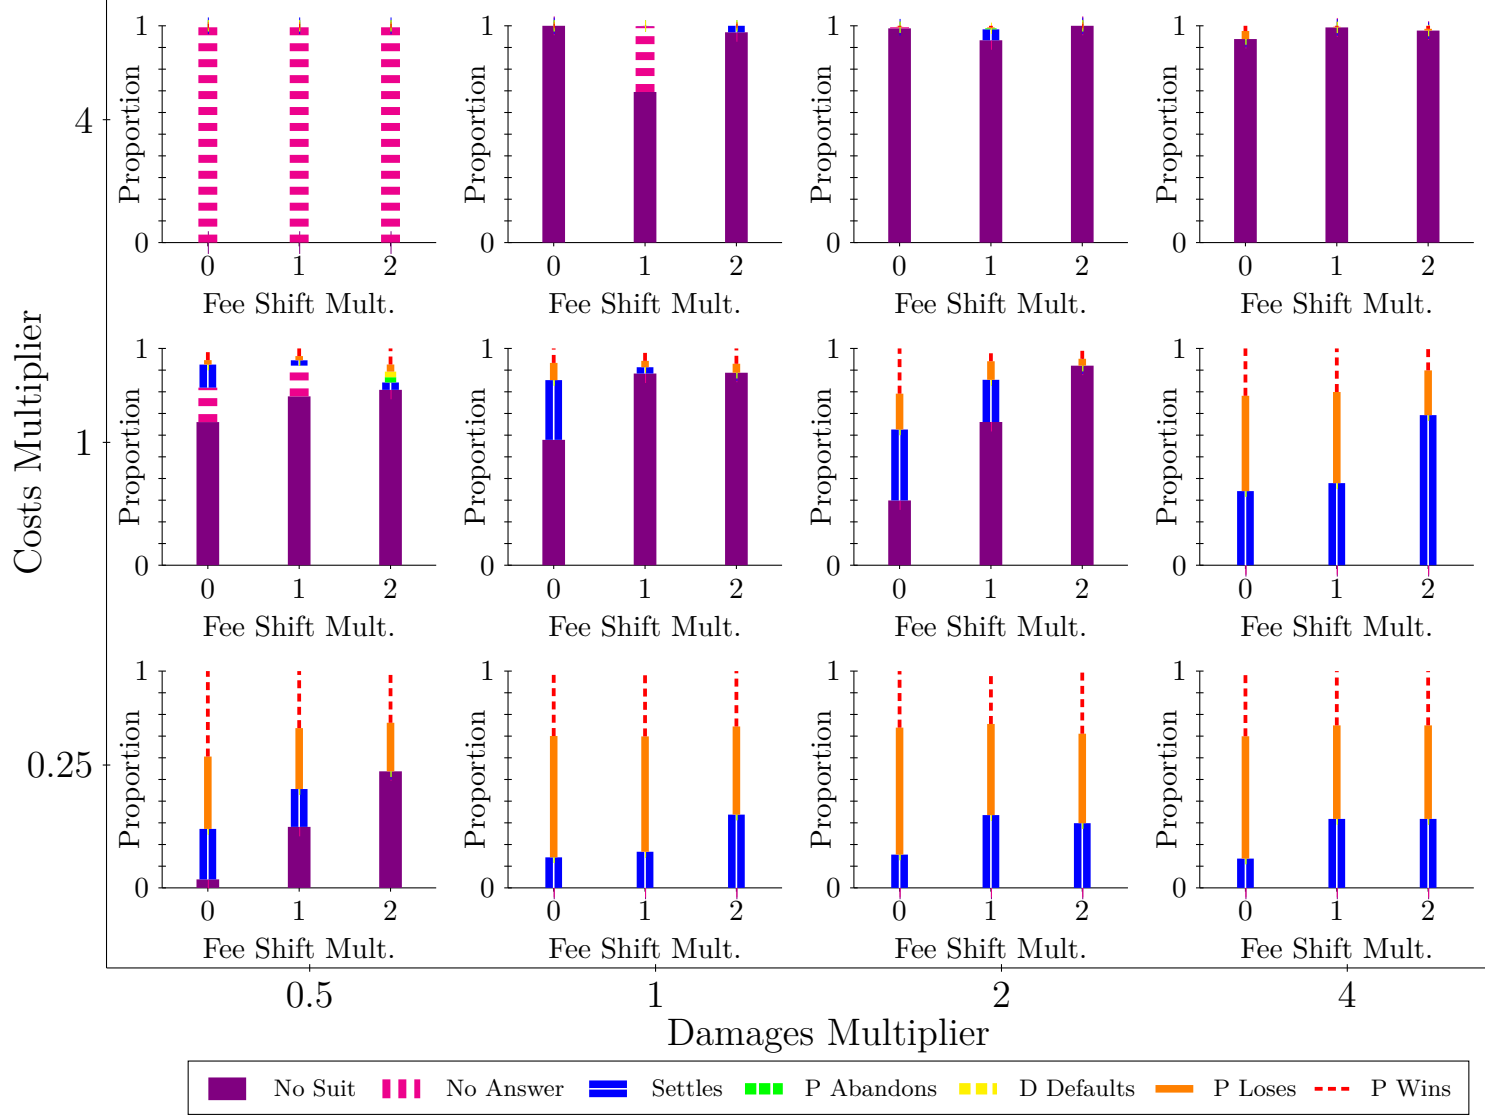 1
0
Proportion
0 1 2
Fee Shift Mult.
1
0
Proportion
0 1 2
Fee Shift Mult.
1
0
Proportion
0 1 2
Fee Shift Mult.
1
0
Proportion
0 1 2
Fee Shift Mult.
4
1
0
Proportion
0 1 2
Fee Shift Mult.
1
0
Proportion
0 1 2
Fee Shift Mult.
1
0
Proportion
0 1 2
Fee Shift Mult.
1
0
Proportion
0 1 2
Fee Shift Mult.
1
Costs Multiplier
1
0
Proportion
0 1 2
Fee Shift Mult.
1
0
Proportion
0 1 2
Fee Shift Mult.
1
0
Proportion
0 1 2
Fee Shift Mult.
1
0
Proportion
0 1 2
Fee Shift Mult.
0.25
0.5 1 2 4
Damages Multiplier
No Suit No Answer Settles P Abandons D Defaults P Loses P Wins